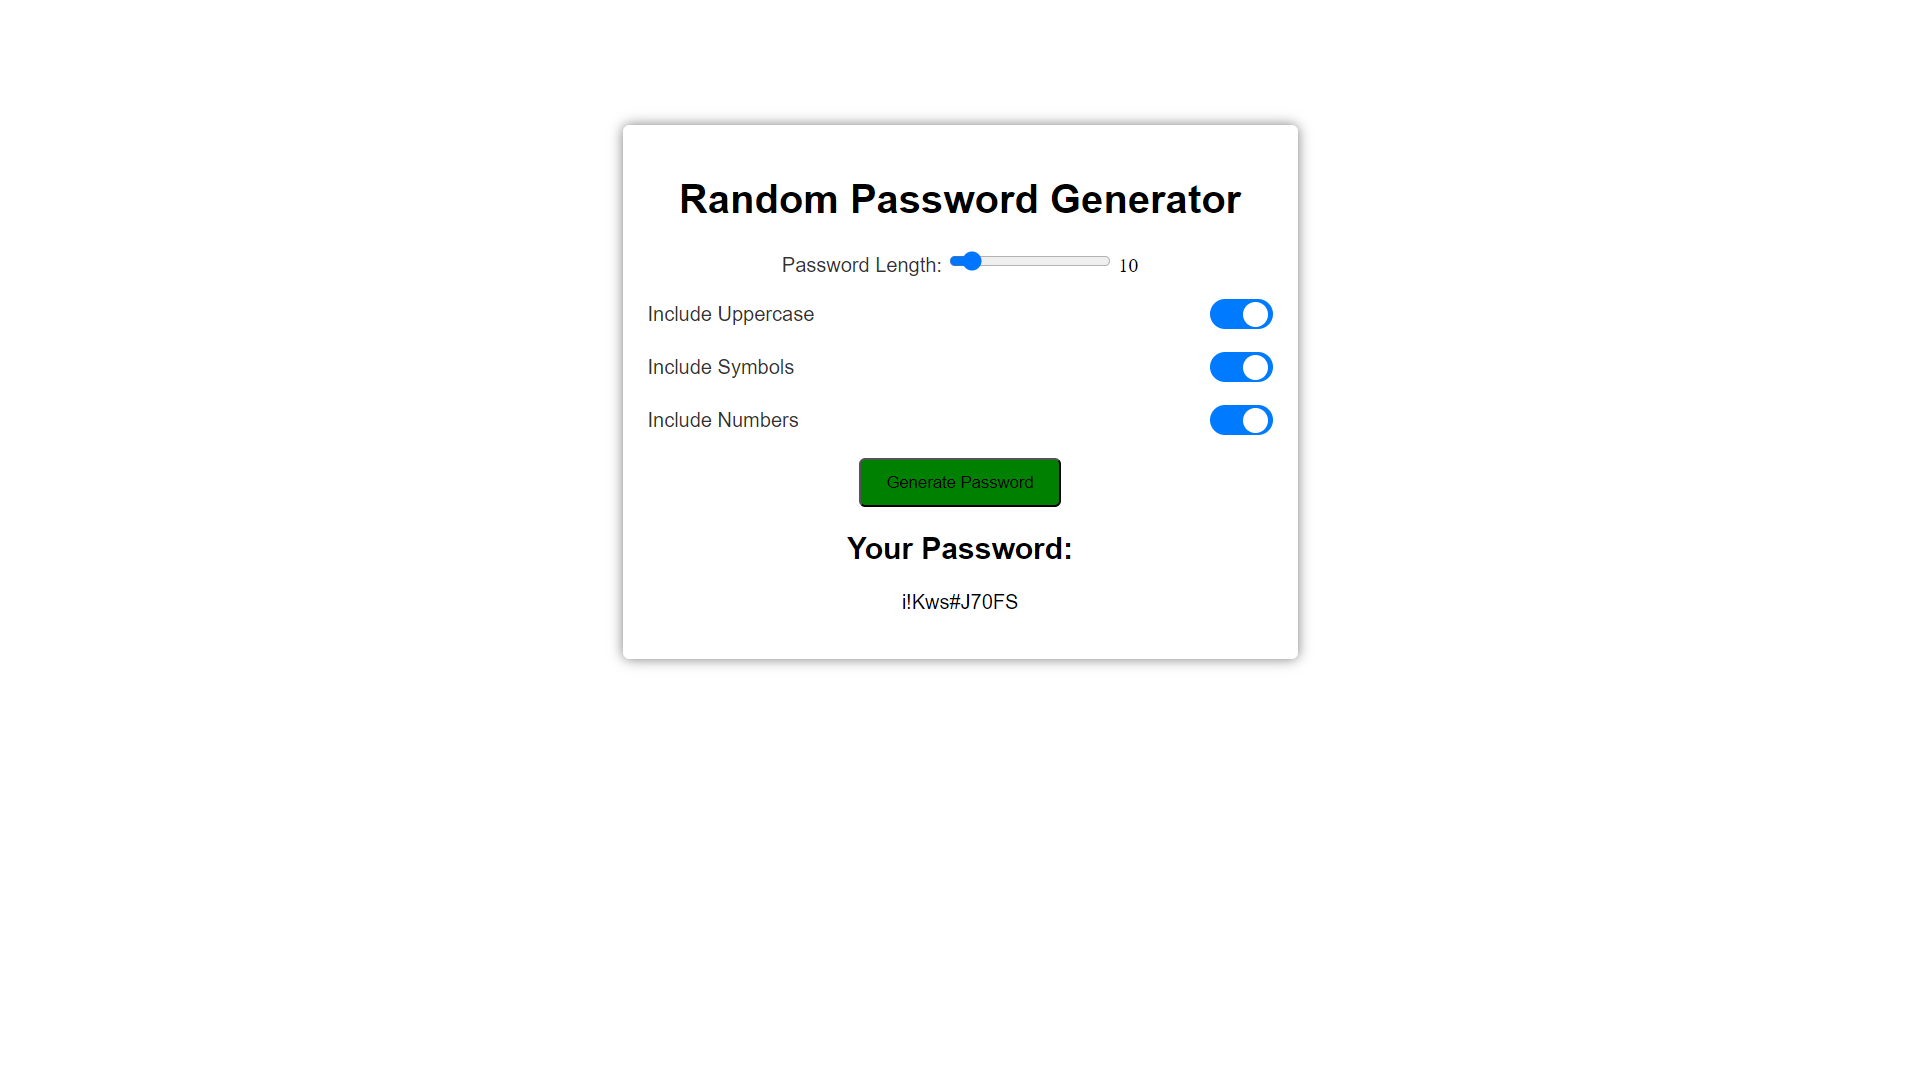 Random Password Generator
Password Length: 10
Include Uppercase
Include Symbols
Include Numbers
Generate Password
Your Password:
i!Kws#J70FS